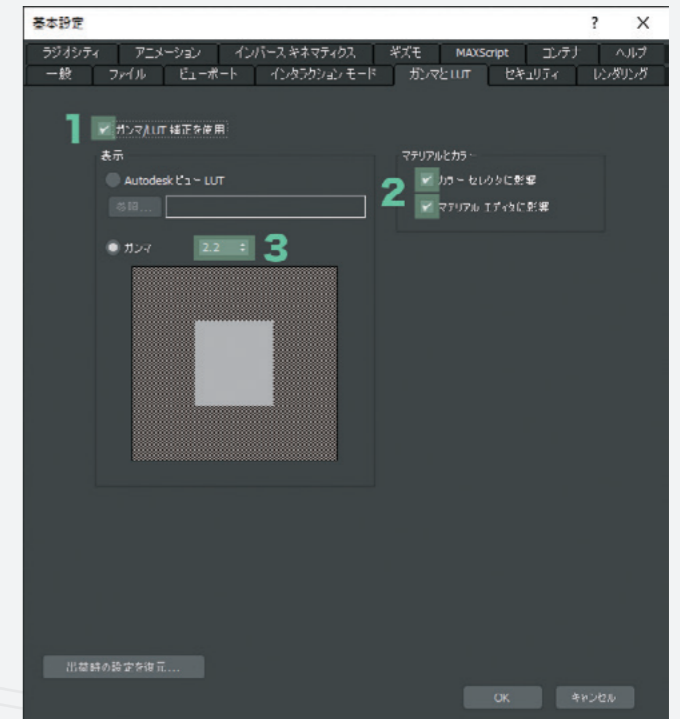 基本設定 ? ×
ラジオシティ アニメーション インバース キネマティクス ギズモ MAXScript コンテナ ヘルプ
一般 ファイル ビューポート インタラクション モード ガンマと LUT セキュリティ レンダリング
1 ガンマ/LUT 補正を使用
表示
Autodesk ビュー LUT
参照...
ガンマ 2.2 3
マテリアルとカラー
2
カラー セレクタに影響
マテリアル エディタに影響
出荷時の設定を復元...
OK キャンセル